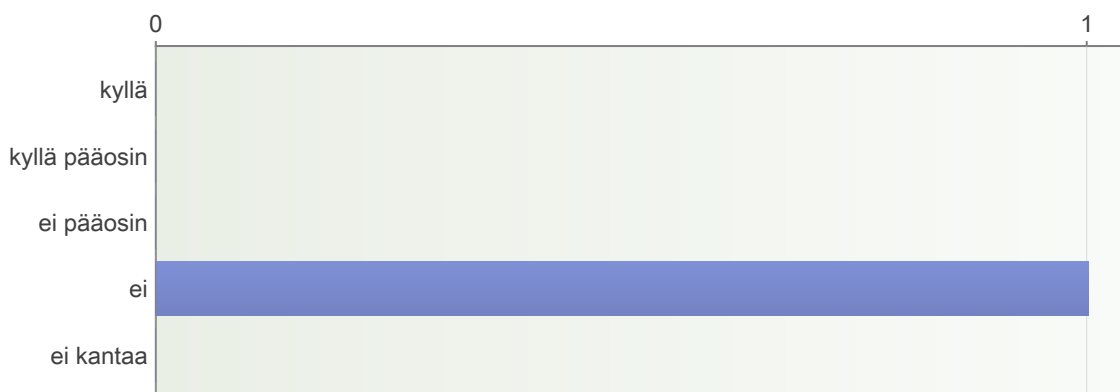 0 1
kyllä
kyllä pääosin
ei pääosin
ei
ei kantaa